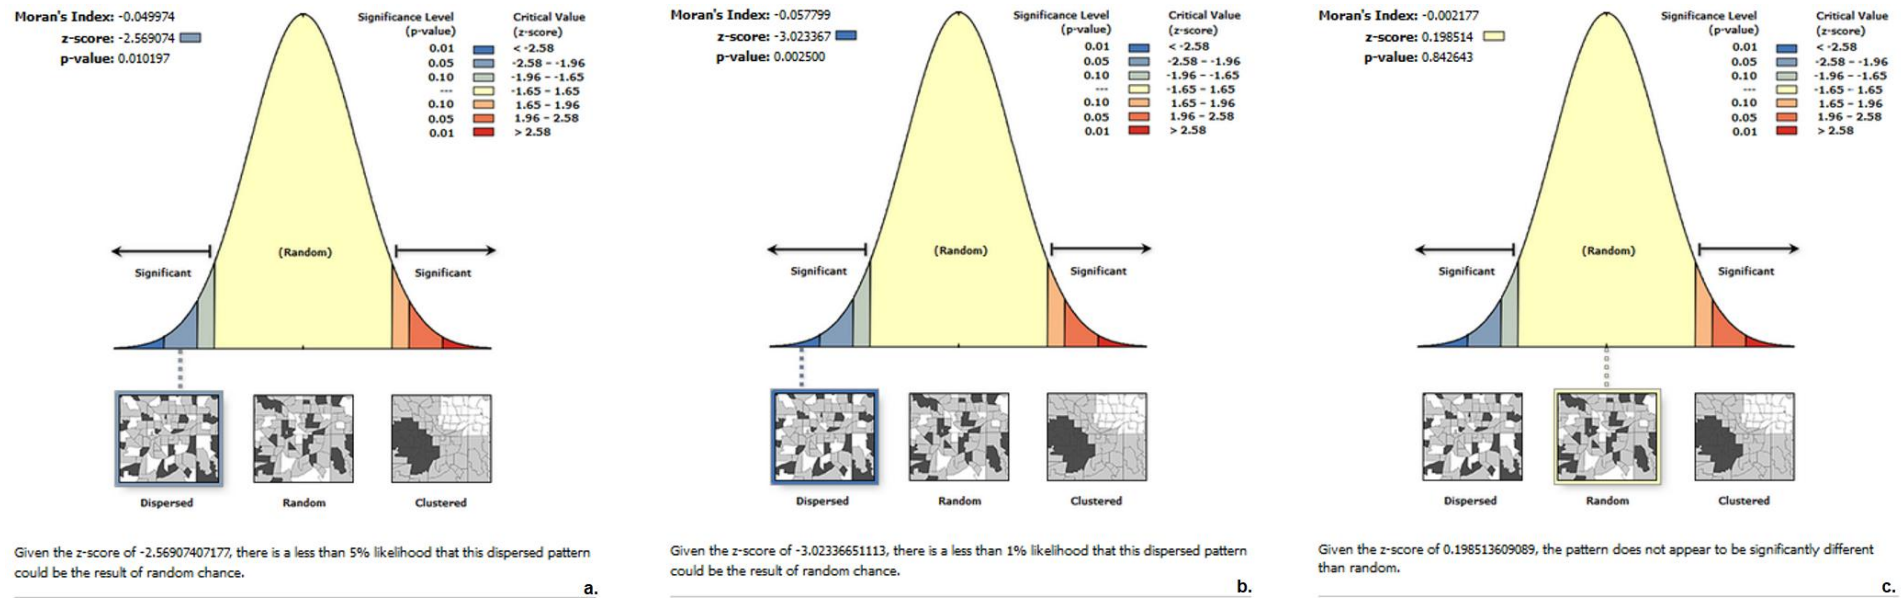 Moran's Index: -0.049974
z-score: -2.569074
p-value: 0.010197
Significance Level
(p-value)
Critical Value
(z-score)
0.01 < -2.58
0.05 -2.58 - -1.96
0.10 -1.96 - -1.65
--- -1.65 - 1.65
0.10 1.65 - 1.96
0.05 1.96 - 2.58
0.01 > 2.58
(Random)
Significant
Significant
Dispersed
Random
Clustered
Given the z-score of -2.56907407177, there is a less than 5% likelihood that this dispersed pattern
could be the result of random chance.
a.
Moran's Index: -0.057799
z-score: -3.023367
p-value: 0.002500
Significance Level
(p-value)
Critical Value
(z-score)
0.01 < -2.58
0.05 -2.58 - -1.96
0.10 -1.96 - -1.65
--- -1.65 - 1.65
0.10 1.65 - 1.96
0.05 1.96 - 2.58
0.01 > 2.58
(Random)
Significant
Significant
Dispersed
Random
Clustered
Given the z-score of -3.02336651113, there is a less than 1% likelihood that this dispersed pattern
could be the result of random chance.
b.
Moran's Index: -0.002177
z-score: 0.198514
p-value: 0.842643
Significance Level
(p-value)
Critical Value
(z-score)
0.01 < -2.58
0.05 -2.58 - -1.96
0.10 -1.96 - -1.65
--- -1.65 - 1.65
0.10 1.65 - 1.96
0.05 1.96 - 2.58
0.01 > 2.58
(Random)
Significant
Significant
Dispersed
Random
Clustered
Given the z-score of 0.198513609089, the pattern does not appear to be significantly different
than random.
c.